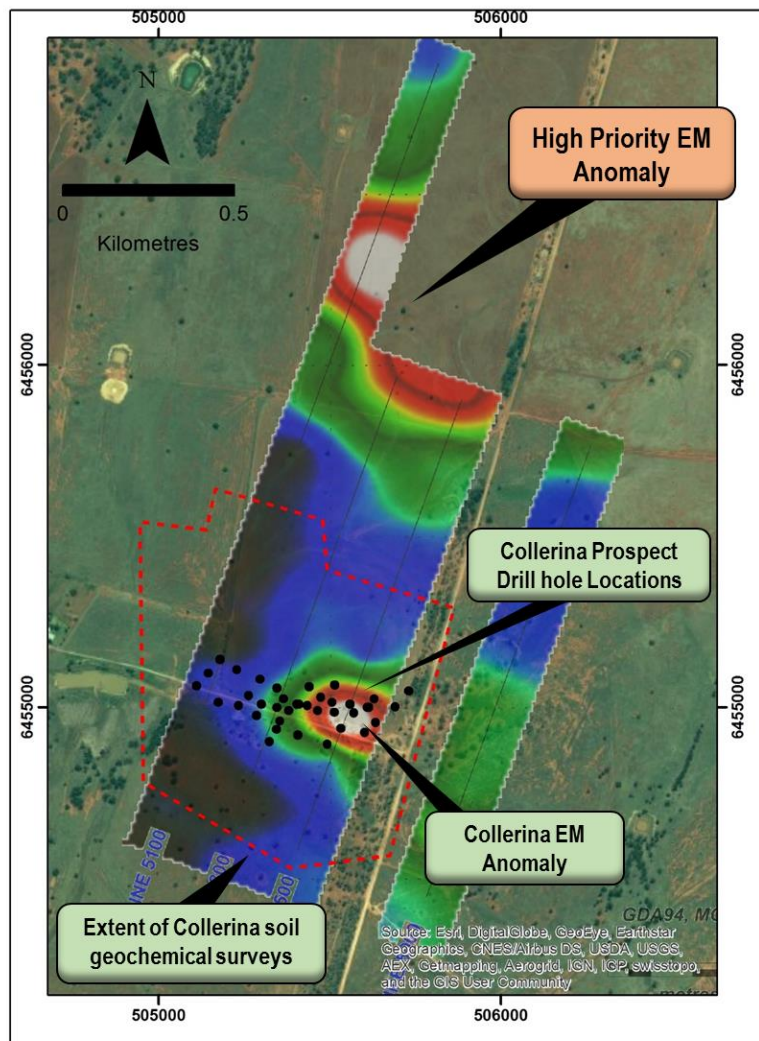 505000
506000
N
0
0.5
Kilometres
High Priority EM
Anomaly
6456000
6456000
Collerina Prospect
Drill hole Locations
6455000
6455000
Collerina EM
Anomaly
5100
Extent of Collerina soil
geochemical surveys
GDA94,
Source: Esri, DigitalGlobe, GeoEye, Earthstar
Geographics, CNES/Airbus DS, USDA, USGS,
AEX, Getmapping, Aerogrid, IGN, IGP, swisstopo,
and the GIS User Community
505000
506000